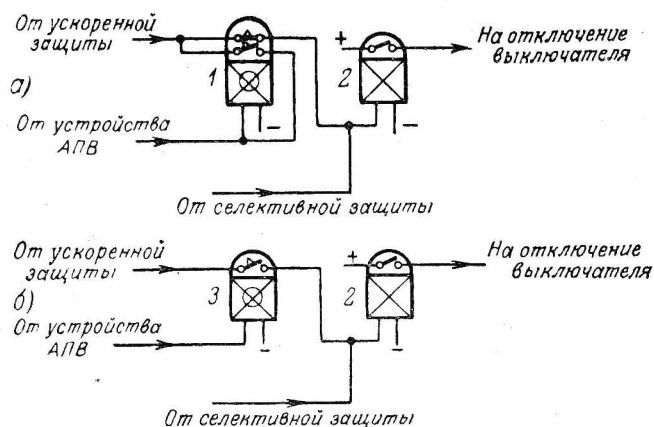 От ускоренной
защиты
1
+
2
На отключение
выключателя
а)
От устройства
АПВ
−
−
От селективной защиты
От ускоренной
защиты
3
+
2
На отключение
выключателя
б)
От устройства
АПВ
−
−
От селективной защиты